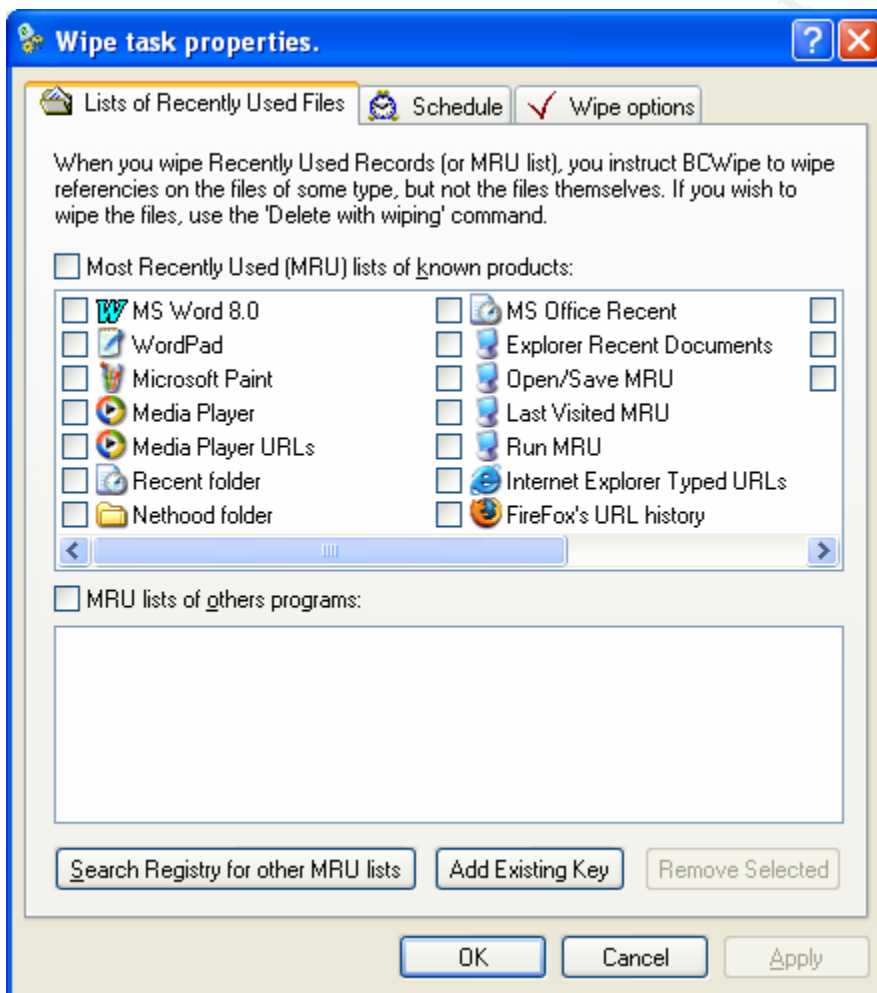 Wipe task properties.
Lists of Recently Used Files
Schedule
Wipe options
When you wipe Recently Used Records (or MRU list), you instruct BCWipe to wipe
referencies on the files of some type, but not the files themselves. If you wish to
wipe the files, use the 'Delete with wiping' command.
Most Recently Used (MRU) lists of known products:
MS Word 8.0
WordPad
Microsoft Paint
Media Player
Media Player URLs
Recent folder
Nethood folder
MS Office Recent
Explorer Recent Documents
Open/Save MRU
Last Visited MRU
Run MRU
Internet Explorer Typed URLs
FireFox's URL history
MRU lists of others programs:
Search Registry for other MRU lists
Add Existing Key
Remove Selected
OK
Cancel
Apply